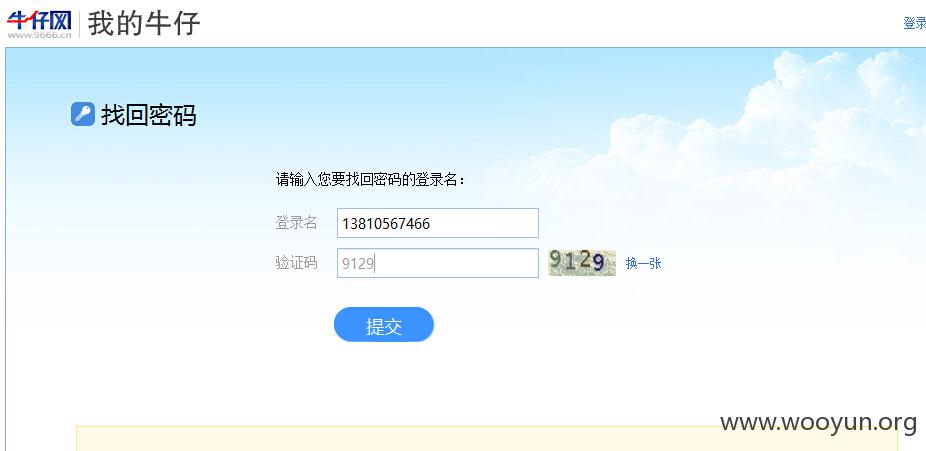 牛仔网 我的牛仔 登录
www.9666.cn
找回密码
请输入您要找回密码的登录名：
登录名 13810567466
验证码 9129 9129 换一张
提交
www.wooyun.org